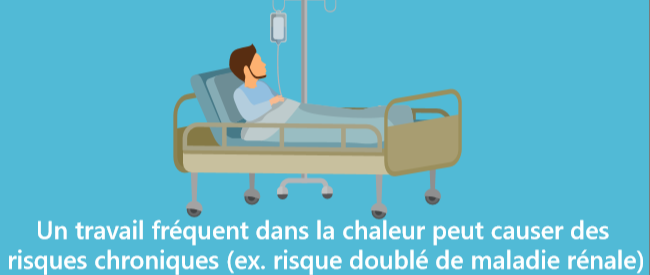 Un travail fréquent dans la chaleur peut causer des
risques chroniques (ex. risque doublé de maladie rénale)